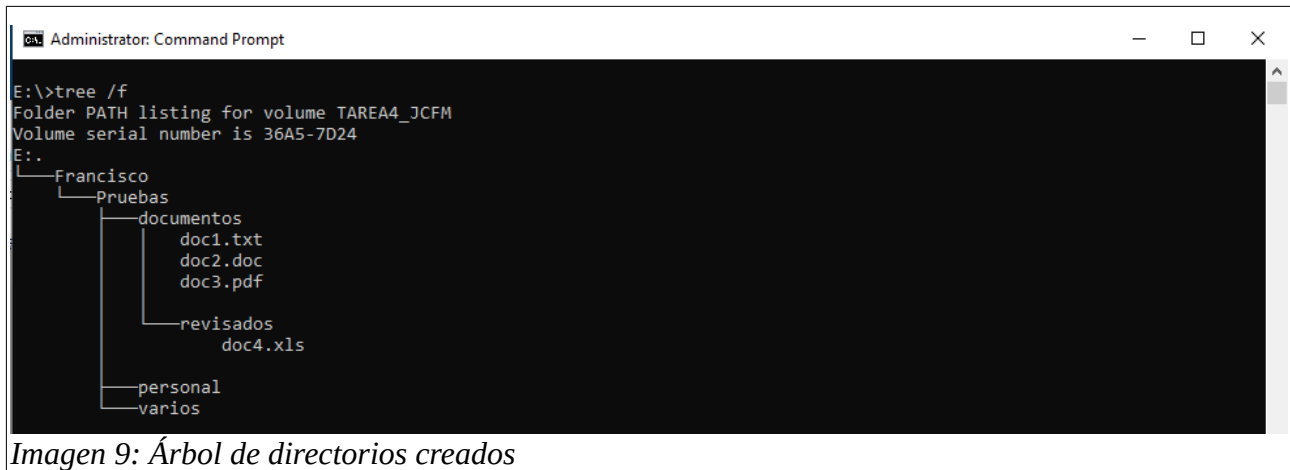 Administrator: Command Prompt
E:\>tree /f
Folder PATH listing for volume TAREA4_JCFM
Volume serial number is 36A5-7D24
E:.
└───Francisco
    └───Pruebas
        ├───documentos
        │   │   doc1.txt
        │   │   doc2.doc
        │   │   doc3.pdf
        │   │
        │   └───revisados
        │           doc4.xls
        │
        ├───personal
        └───varios
Imagen 9: Árbol de directorios creados